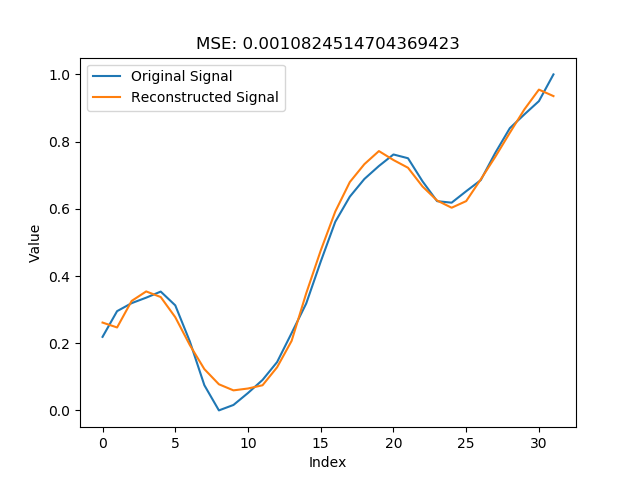 MSE: 0.0010824514704369423
Original Signal
Reconstructed Signal
1.0
0.8
0.6
0.4
0.2
0.0
Value
0 5 10 15 20 25 30
Index